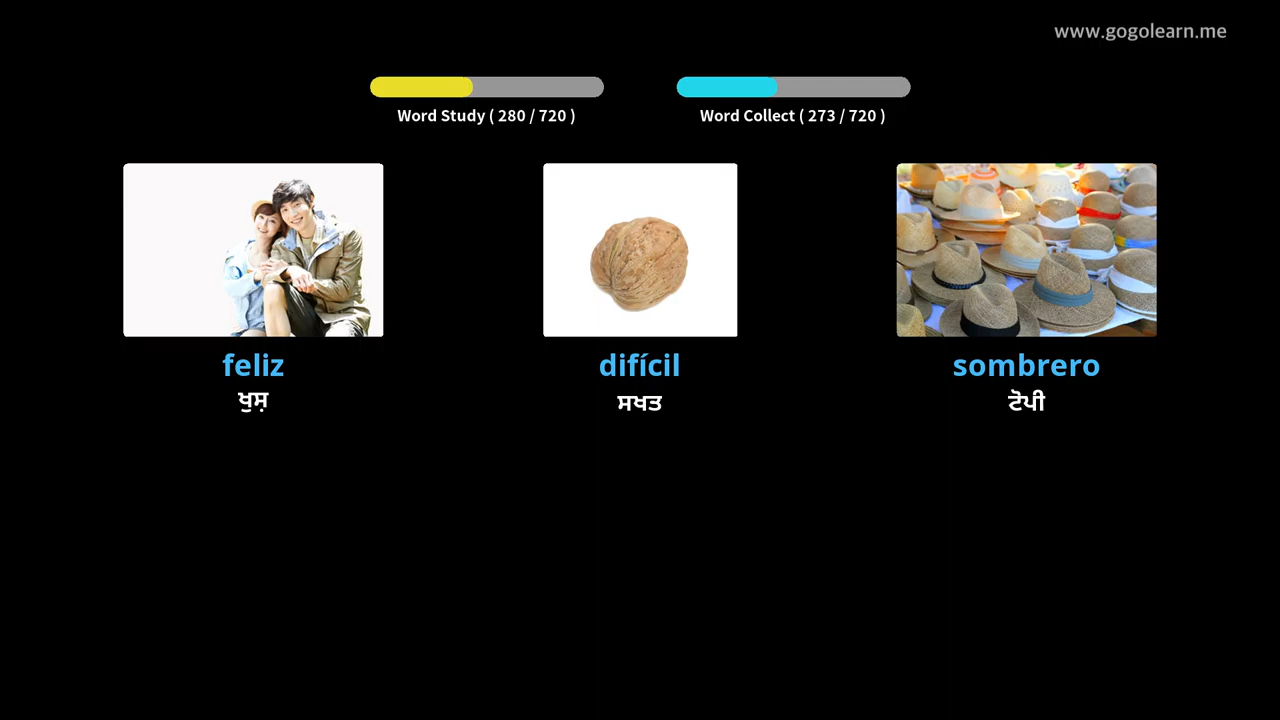 www.gogolearn.me
Word Study ( 280 / 720 )
Word Collect ( 273 / 720 )
feliz
difícil
sombrero
ਖੁਸ਼
ਸਖਤ
ਟੋਪੀ